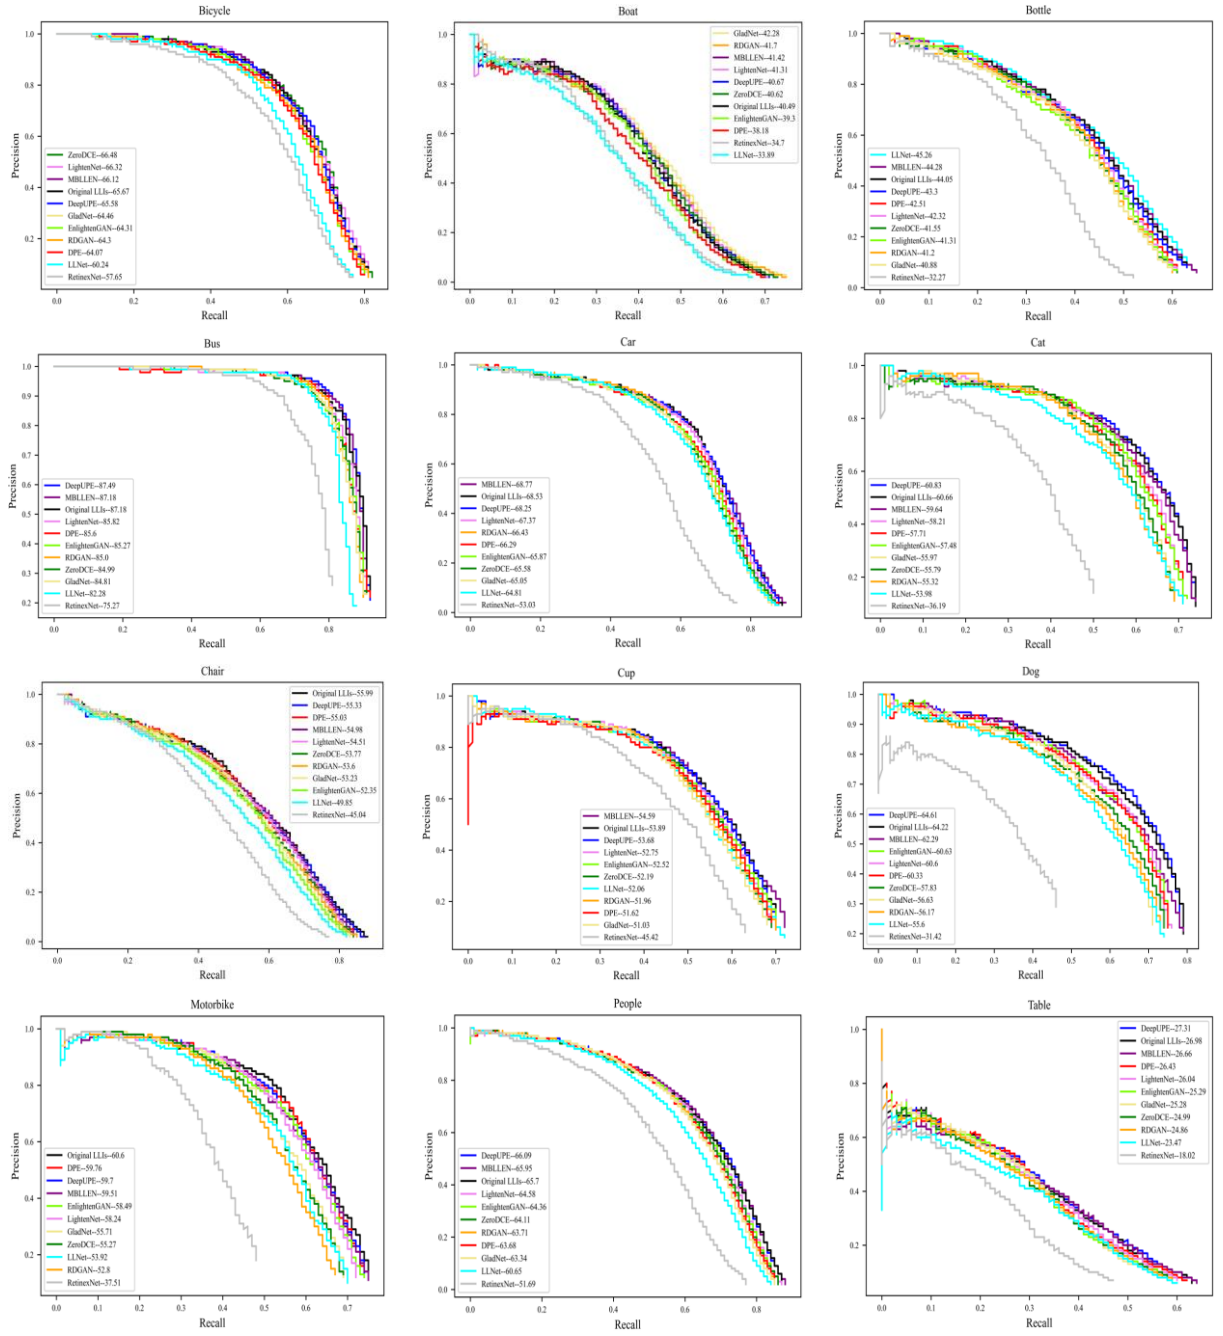 Bicycle
Precision
ZeroDCE--66.48
LightenNet--66.32
MBLLEN--66.12
Original LLIs--65.67
DeepUPE--65.58
GladNet--64.46
EnlightenGAN--64.31
RDGAN--64.3
DPE--64.07
LLNet--60.24
RetinexNet--57.65
Recall
Boat
Precision
GladNet--42.28
RDGAN--41.7
MBLLEN--41.42
LightenNet--41.31
DeepUPE--40.67
ZeroDCE--40.62
Original LLIs--40.49
EnlightenGAN--39.3
DPE--38.18
RetinexNet--34.7
LLNet--33.89
Recall
Bottle
Precision
LLNet--45.26
MBLLEN--44.28
Original LLIs--44.05
DeepUPE--43.3
DPE--42.51
LightenNet--42.32
ZeroDCE--41.55
EnlightenGAN--41.31
RDGAN--41.2
GladNet--40.88
RetinexNet--32.27
Recall
Bus
Precision
DeepUPE--87.49
MBLLEN--87.18
Original LLIs--87.18
LightenNet--85.82
DPE--85.6
EnlightenGAN--85.27
RDGAN--85.0
ZeroDCE--84.99
GladNet--84.81
LLNet--82.28
RetinexNet--75.27
Recall
Car
Precision
MBLLEN--68.77
Original LLIs--68.53
DeepUPE--68.25
LightenNet--67.37
RDGAN--66.43
DPE--66.29
EnlightenGAN--65.87
ZeroDCE--65.58
GladNet--65.05
LLNet--64.81
RetinexNet--53.03
Recall
Cat
Precision
DeepUPE--60.83
Original LLIs--60.66
MBLLEN--59.64
LightenNet--58.21
DPE--57.71
EnlightenGAN--57.48
GladNet--55.97
ZeroDCE--55.79
RDGAN--55.32
LLNet--53.98
RetinexNet--36.19
Recall
Chair
Precision
Original LLIs--55.99
DeepUPE--55.33
DPE--55.03
MBLLEN--54.98
LightenNet--54.51
ZeroDCE--53.77
RDGAN--53.6
GladNet--53.23
EnlightenGAN--52.35
LLNet--49.85
RetinexNet--45.04
Recall
Cup
Precision
MBLLEN--54.59
Original LLIs--53.89
DeepUPE--53.68
LightenNet--52.75
EnlightenGAN--52.52
ZeroDCE--52.19
LLNet--52.06
RDGAN--51.96
DPE--51.62
GladNet--51.03
RetinexNet--45.42
Recall
Dog
Precision
DeepUPE--64.61
Original LLIs--64.22
MBLLEN--62.29
EnlightenGAN--60.63
LightenNet--60.6
DPE--60.33
ZeroDCE--57.83
GladNet--56.63
RDGAN--56.17
LLNet--55.6
RetinexNet--31.42
Recall
Motorbike
Precision
Original LLIs--60.6
DPE--59.76
DeepUPE--59.7
MBLLEN--59.51
EnlightenGAN--58.49
LightenNet--58.24
GladNet--55.71
ZeroDCE--55.27
LLNet--53.92
RDGAN--52.8
RetinexNet--37.51
Recall
People
Precision
DeepUPE--66.09
MBLLEN--65.95
Original LLIs--65.7
LightenNet--64.58
EnlightenGAN--64.36
ZeroDCE--64.11
RDGAN--63.71
DPE--63.68
GladNet--63.34
LLNet--60.65
RetinexNet--51.69
Recall
Table
Precision
DeepUPE--27.31
Original LLIs--26.98
MBLLEN--26.66
DPE--26.43
LightenNet--26.04
EnlightenGAN--25.29
GladNet--25.28
ZeroDCE--24.99
RDGAN--24.86
LLNet--23.47
RetinexNet--18.02
Recall